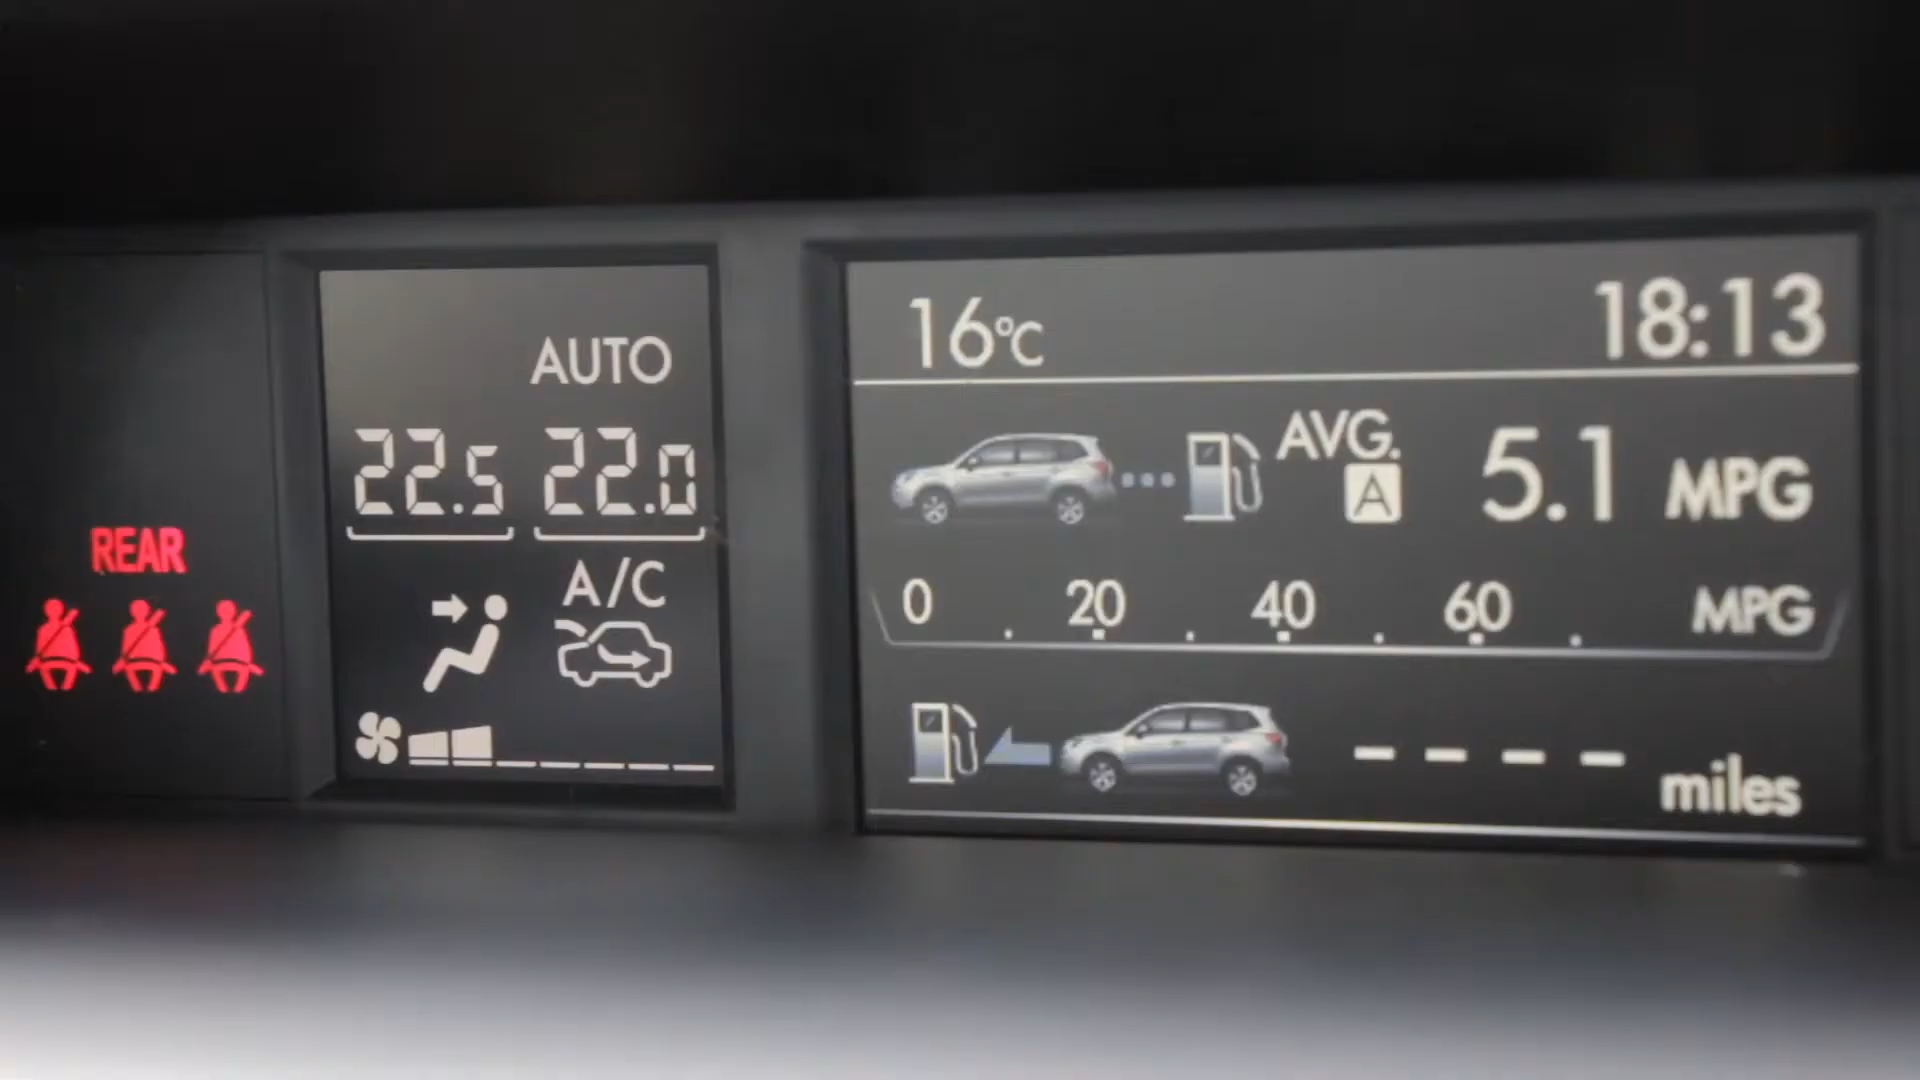 REAR
AUTO
22.5 22.0
A/C
16°C 18:13
AVG. A 5.1 MPG
0 20 40 60 MPG
---- miles